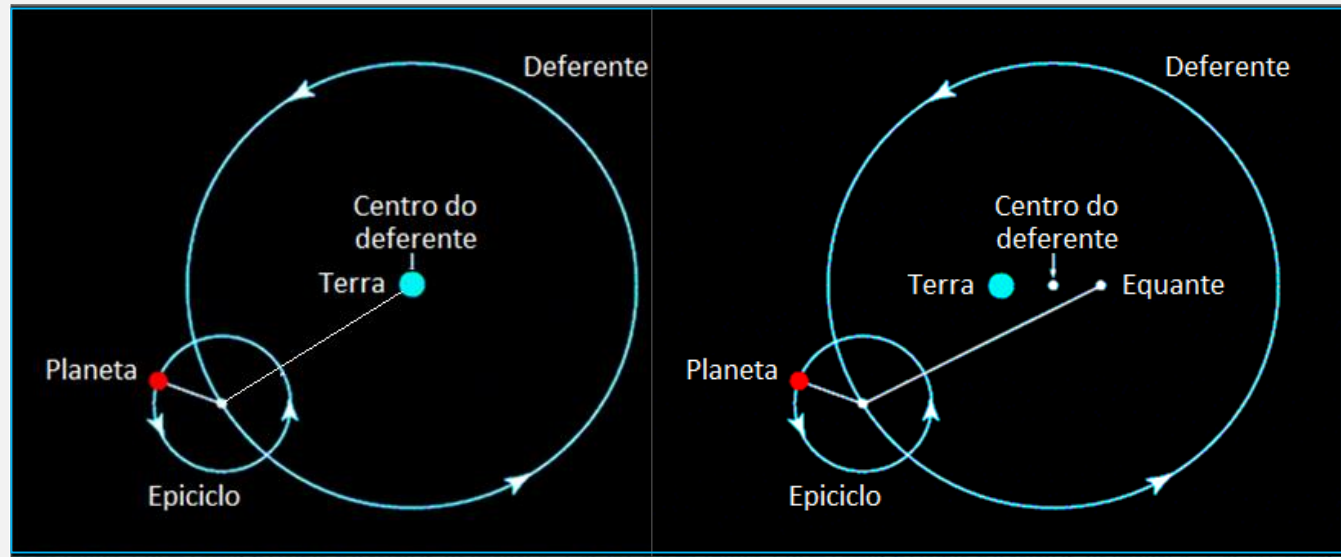 Deferente
Centro do
deferente
Terra
Planeta
Epiciclo
Deferente
Centro do
deferente
Terra
Equante
Planeta
Epiciclo